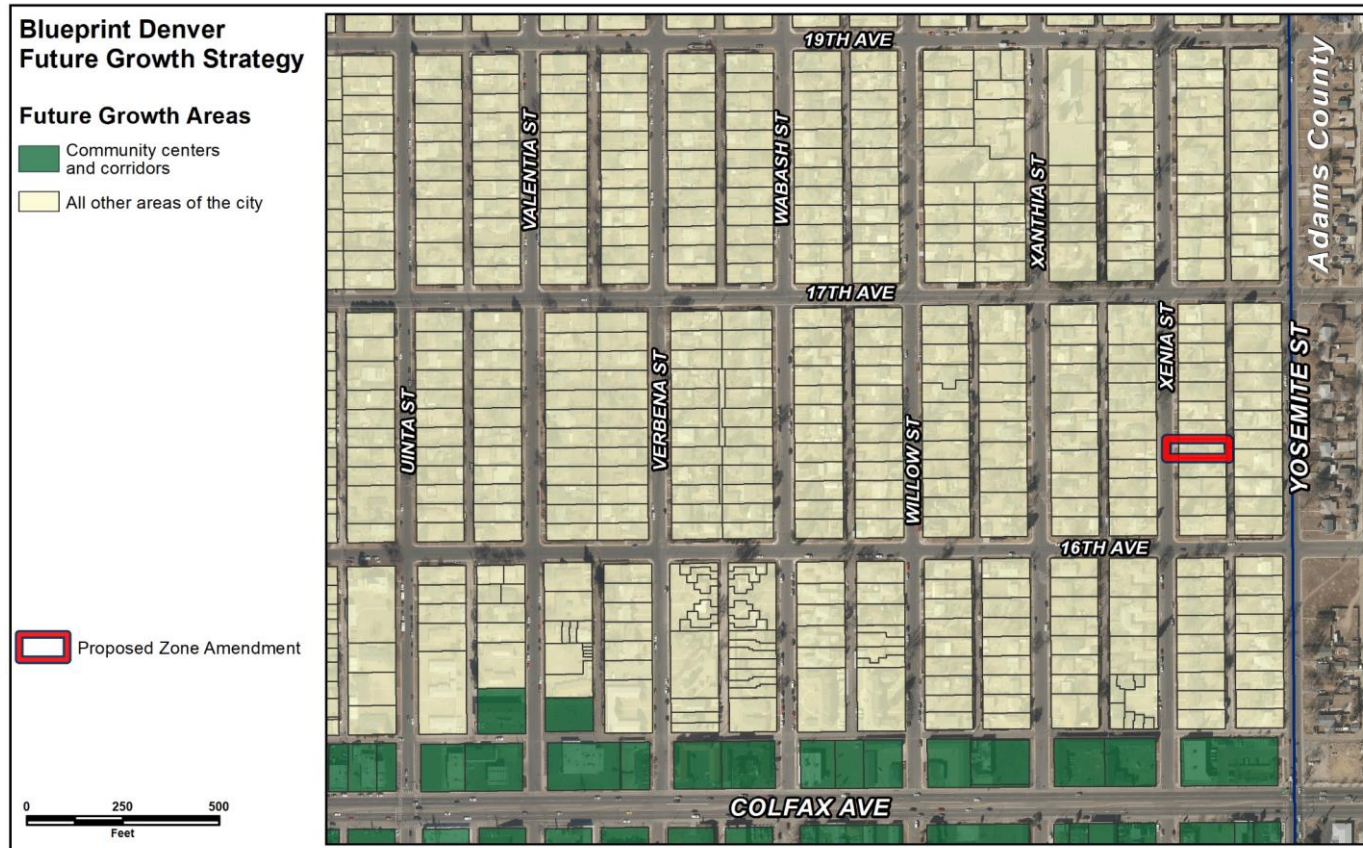 Blueprint Denver
Future Growth Strategy
Future Growth Areas
Community centers
and corridors
All other areas of the city
Proposed Zone Amendment
0 250 500
Feet
19TH AVE
VALENTIA ST
WABASH ST
XANTHIA ST
Adams County
17TH AVE
UINTA ST
VERBENA ST
WILLOW ST
XENIA ST
YOSEMITE ST
16TH AVE
COLFAX AVE